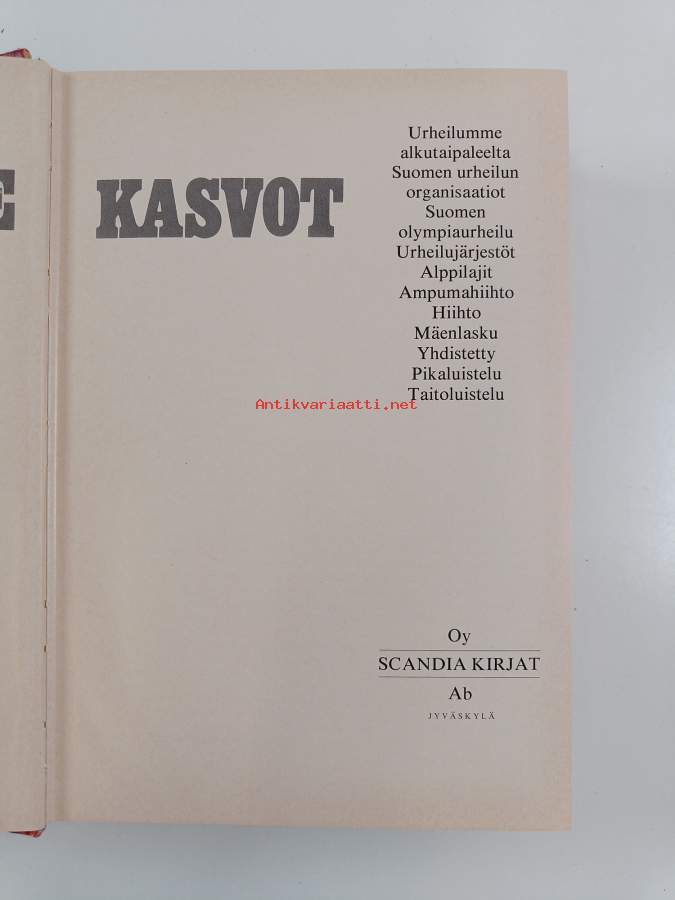 E
KASVOT
Urheilumme
alkutaipaleelta
Suomen urheilun
organisaatiot
Suomen
olympiaurheilu
Urheilujärjestöt
Alppilajit
Ampumahiihto
Hiihto
Mäenlasku
Yhdistetty
Pikaluistelu
Taitoluistelu
Antikvariaatti.net
Oy
SCANDIA KIRJAT
Ab
JYVÄSKYLÄ